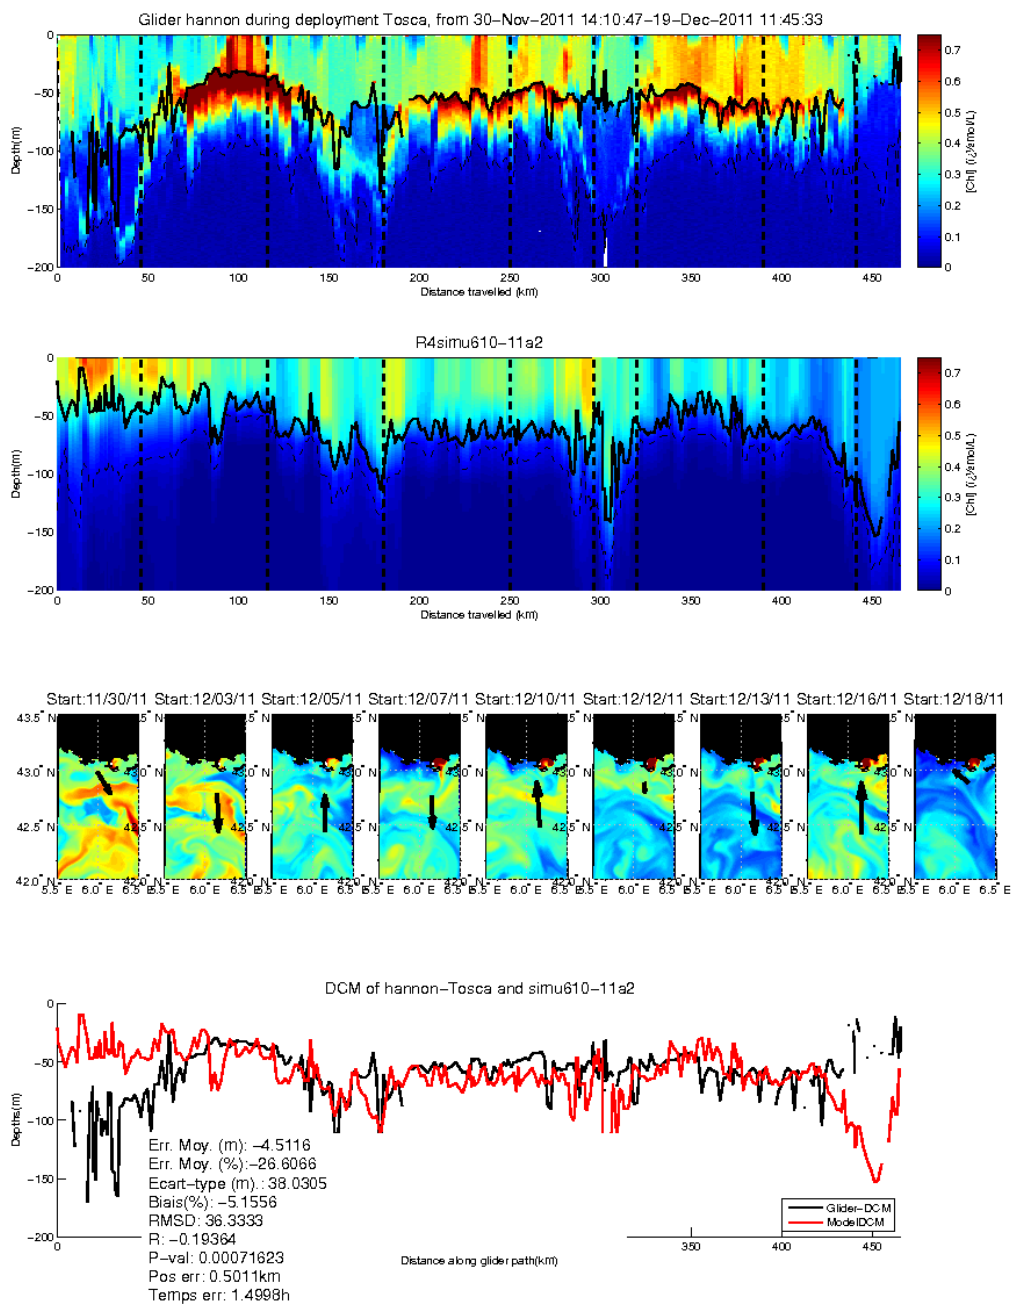 Glider hannon during deployment Tosca, from 30-Nov-2011 14:10:47-19-Dec-2011 11:45:33
0
-50
-100
-150
-200
Depth(m)
0 50 100 150 200 250 300 350 400 450
Distance travelled (km)
0.7
0.6
0.5
0.4
0.3
0.2
0.1
0
[Chl] (ï¿½mol/L)
R4simu610-11a2
0
-50
-100
-150
-200
Depth(m)
0 50 100 150 200 250 300 350 400 450
Distance travelled (km)
0.7
0.6
0.5
0.4
0.3
0.2
0.1
0
[Chl] (ï¿½mol/L)
Start:11/30/11 Start:12/03/11 Start:12/05/11 Start:12/07/11 Start:12/10/11 Start:12/12/11 Start:12/13/11 Start:12/16/11 Start:12/18/11
43.5° N
43.0° N
42.5° N
42.0° N
5.5° E 6.0° E 6.5° E
DCM of hannon-Tosca and simu610-11a2
0
-50
-100
-150
-200
Depths(m)
Err. Moy. (m): -4.5116
Err. Moy. (%):-26.6066
Ecart-type (m).: 38.0305
Biais(%): -5.1556
RMSD: 36.3333
R: -0.19364
P-val: 0.00071623
Pos err: 0.5011km
Temps err: 1.4998h
Glider-DCM
ModelDCM
0 350 400 450
Distance along glider path(km)